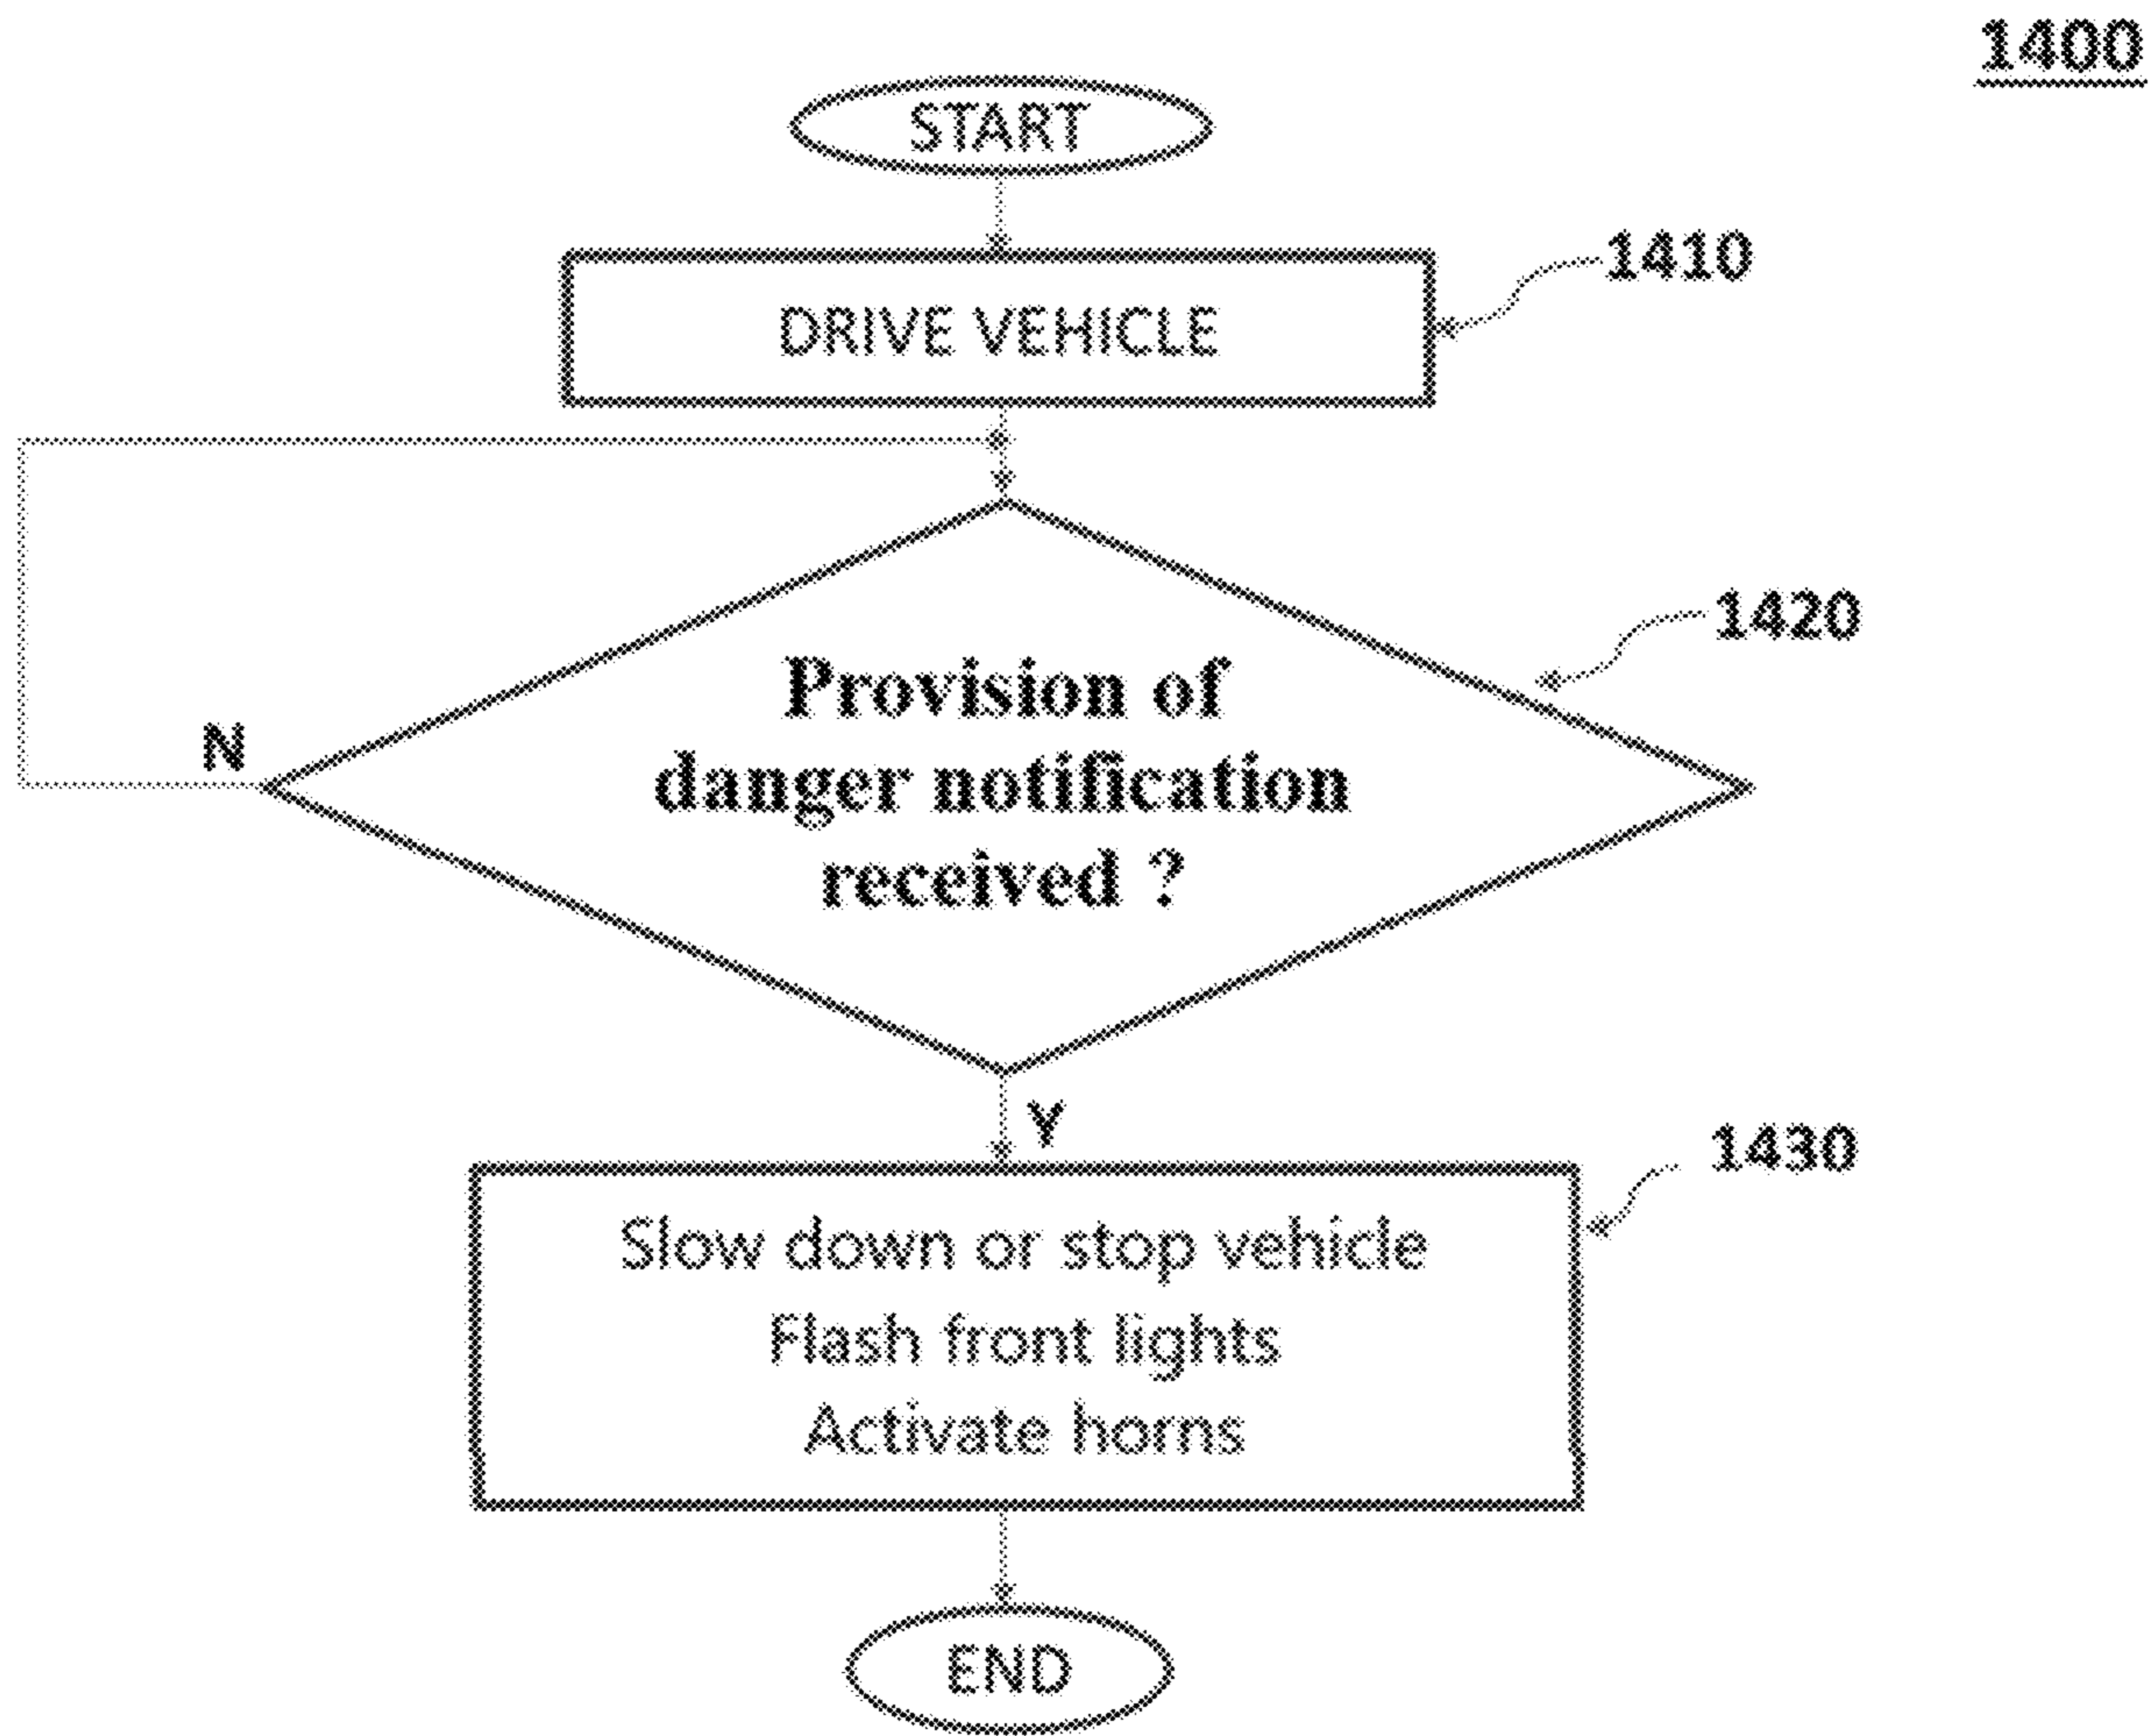 1400
START
1410
DRIVE VEHICLE
1420
Provision of
danger notification
received ?
N
Y
1430
Slow down or stop vehicle
Flash front lights
Activate horns
END